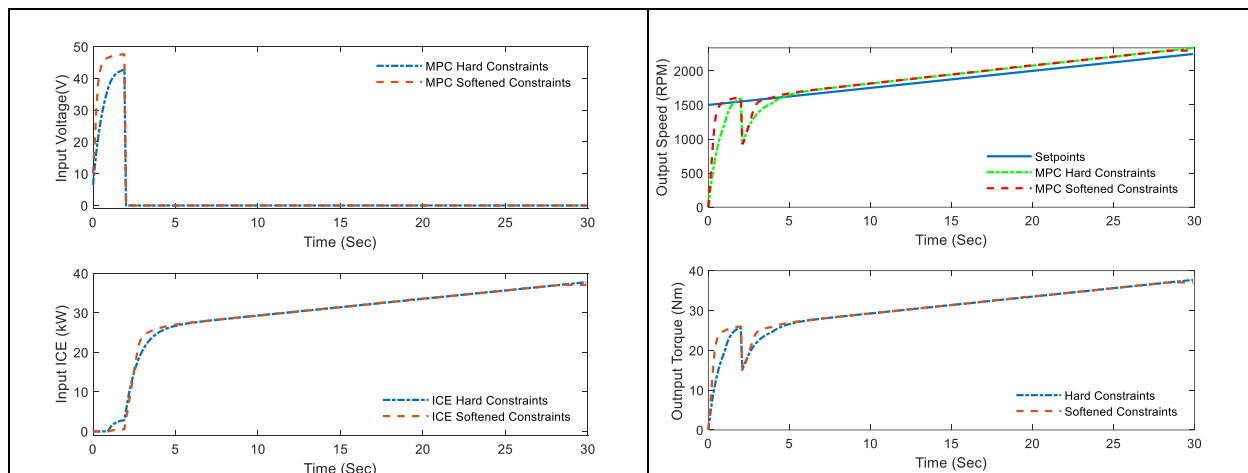 50
40
30
20
10
0
Input Voltage(V)
MPC Hard Constraints
MPC Softened Constraints
0 5 10 15 20 25 30
Time (Sec)
40
30
20
10
0
Input ICE (kW)
ICE Hard Constraints
ICE Softened Constraints
0 5 10 15 20 25 30
Time (Sec)
2000
1500
1000
500
0
Output Speed (RPM)
Setpoints
MPC Hard Constraints
MPC Softened Constraints
0 5 10 15 20 25 30
Time (Sec)
40
30
20
10
0
Outnput Torque (Nm)
Hard Constraints
Softened Constraints
0 5 10 15 20 25 30
Time (Sec)